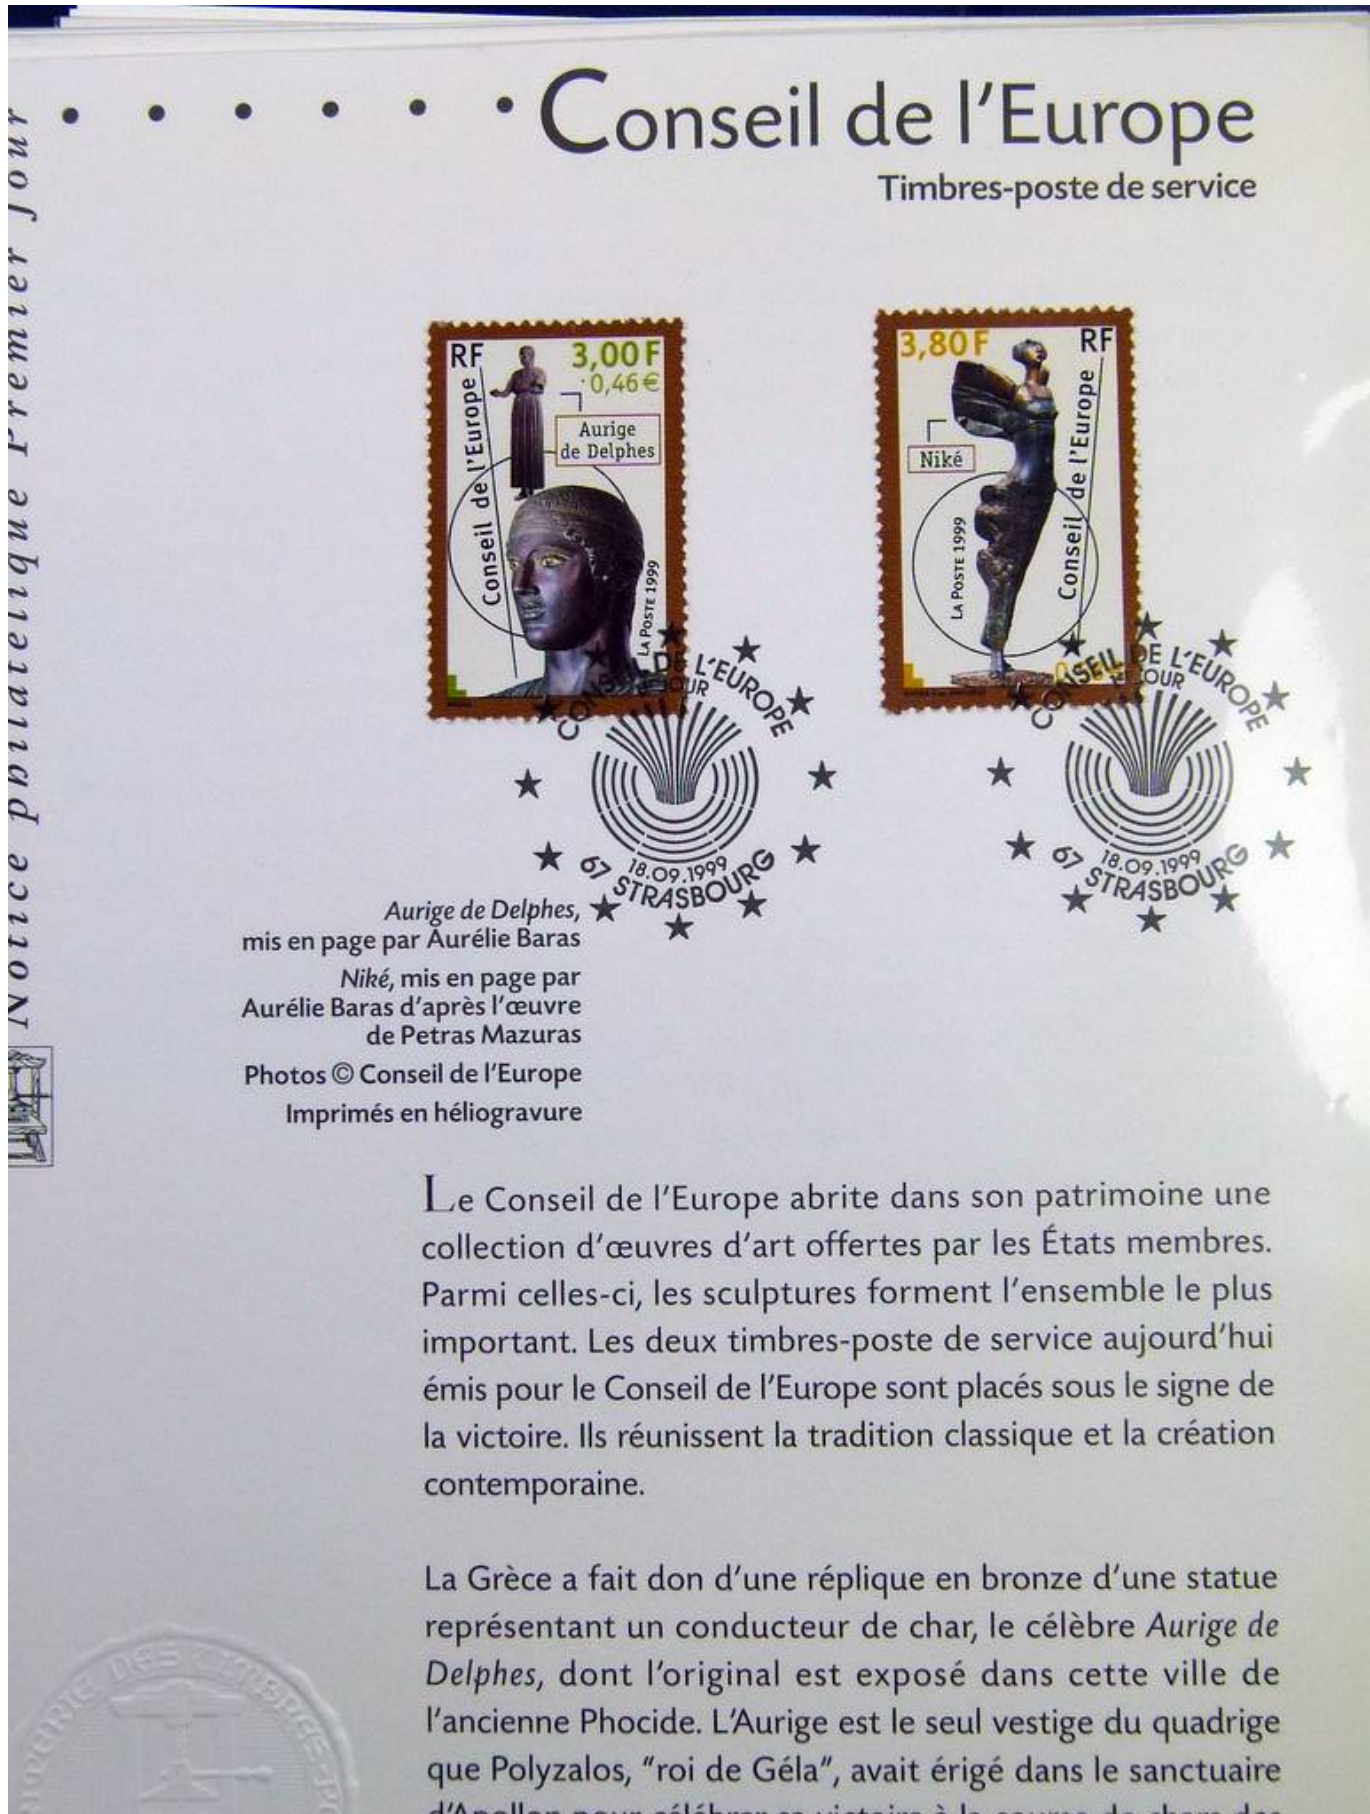 Conseil de l'Europe
Timbres-poste de service
Notice philatélique Premier Jour
RF
3,00 F
0,46 €
Conseil de l'Europe
Aurige
de Delphes
LA POSTE 1999
3,80 F
RF
Niké
Conseil de l'Europe
LA POSTE 1999
DE L'EUROPE
18.09.1999
67 STRASBOURG
CONSEIL DE L'EUROPE
18.09.1999
67 STRASBOURG
Aurige de Delphes,
mis en page par Aurélie Baras
Niké, mis en page par
Aurélie Baras d'après l'œuvre
de Petras Mazuras
Photos © Conseil de l'Europe
Imprimés en héliogravure
Le Conseil de l'Europe abrite dans son patrimoine une
collection d'œuvres d'art offertes par les États membres.
Parmi celles-ci, les sculptures forment l'ensemble le plus
important. Les deux timbres-poste de service aujourd'hui
émis pour le Conseil de l'Europe sont placés sous le signe de
la victoire. Ils réunissent la tradition classique et la création
contemporaine.
La Grèce a fait don d'une réplique en bronze d'une statue
représentant un conducteur de char, le célèbre Aurige de
Delphes, dont l'original est exposé dans cette ville de
l'ancienne Phocide. L'Aurige est le seul vestige du quadrige
que Polyzalos, "roi de Géla", avait érigé dans le sanctuaire
DES TIMBRES